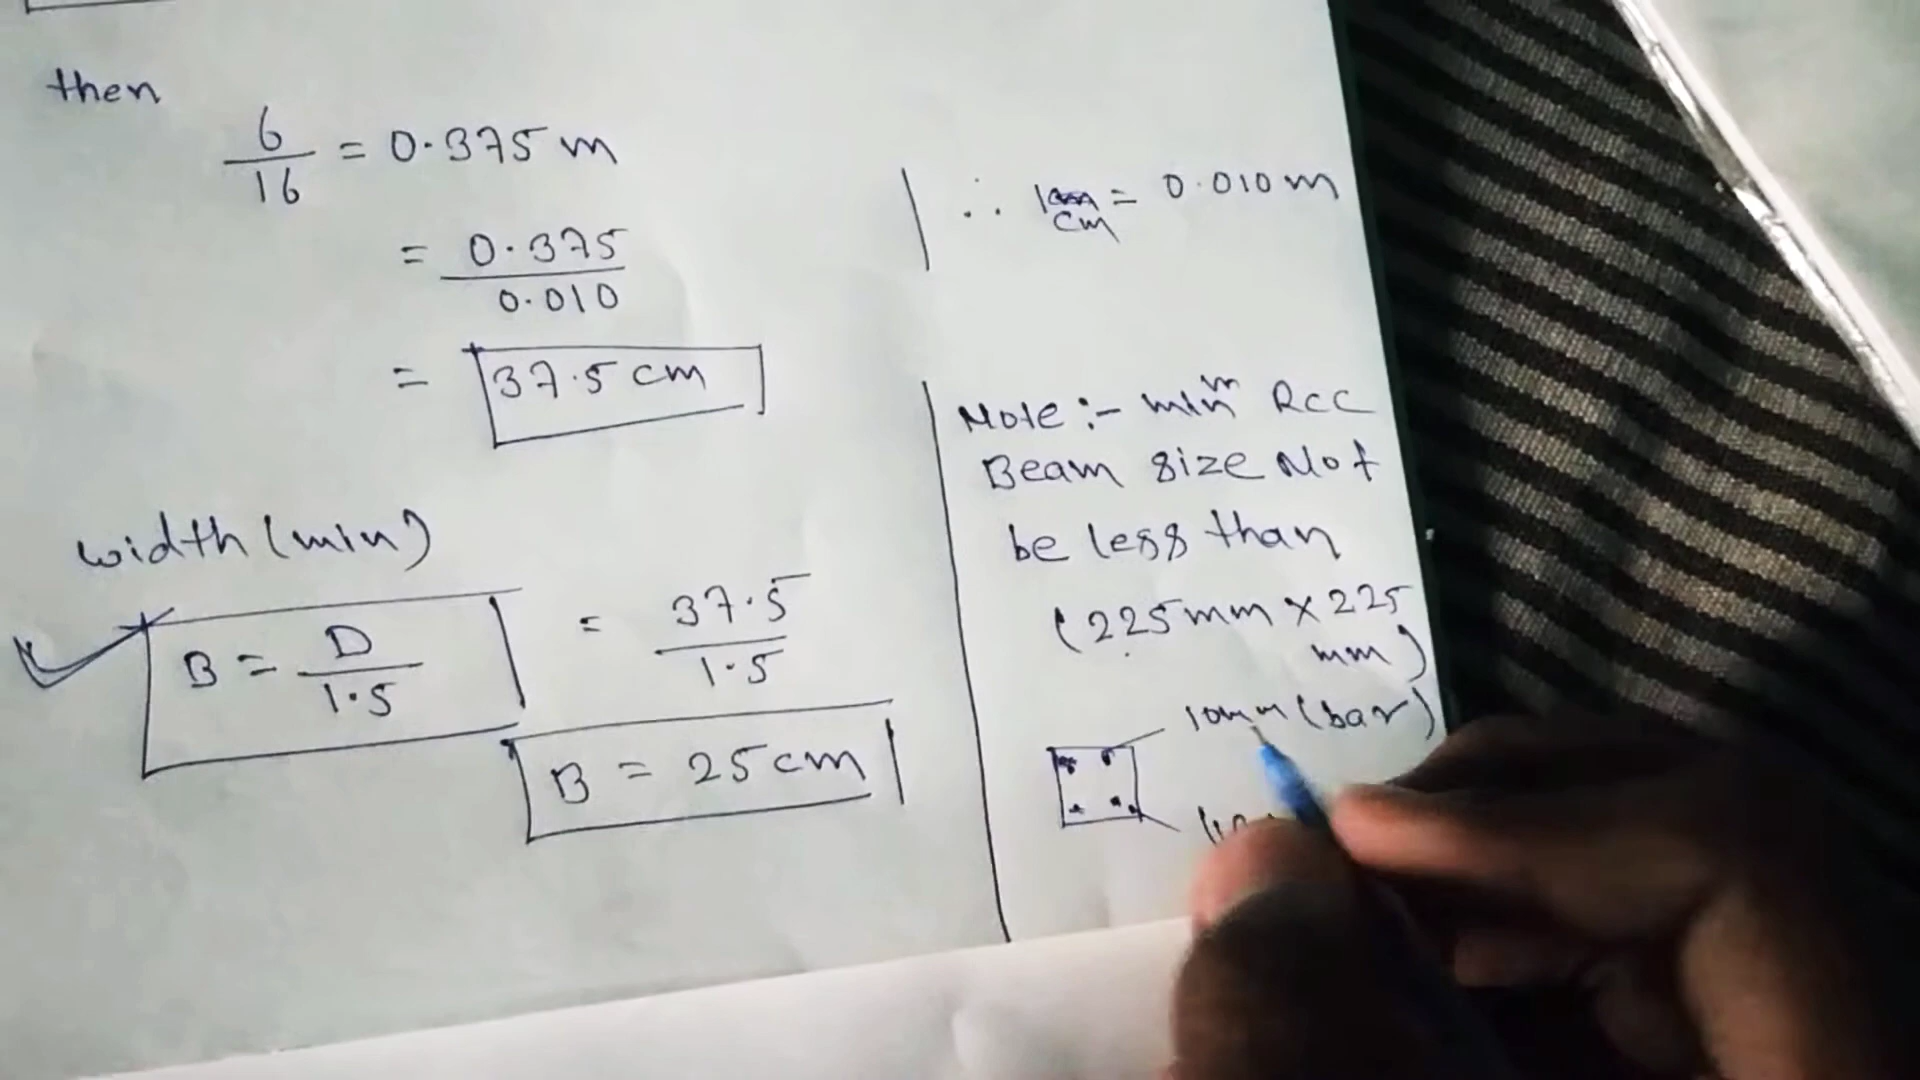 then
6/16 = 0.375 m
= 0.375/0.010
= 37.5 cm
width (min)
B = D/1.5 = 37.5/1.5
B = 25 cm
∴ 1 cm = 0.010 m
Note :- minm RCC
Beam size Not
be less than
(225 mm × 225
mm)
10mm (bar)